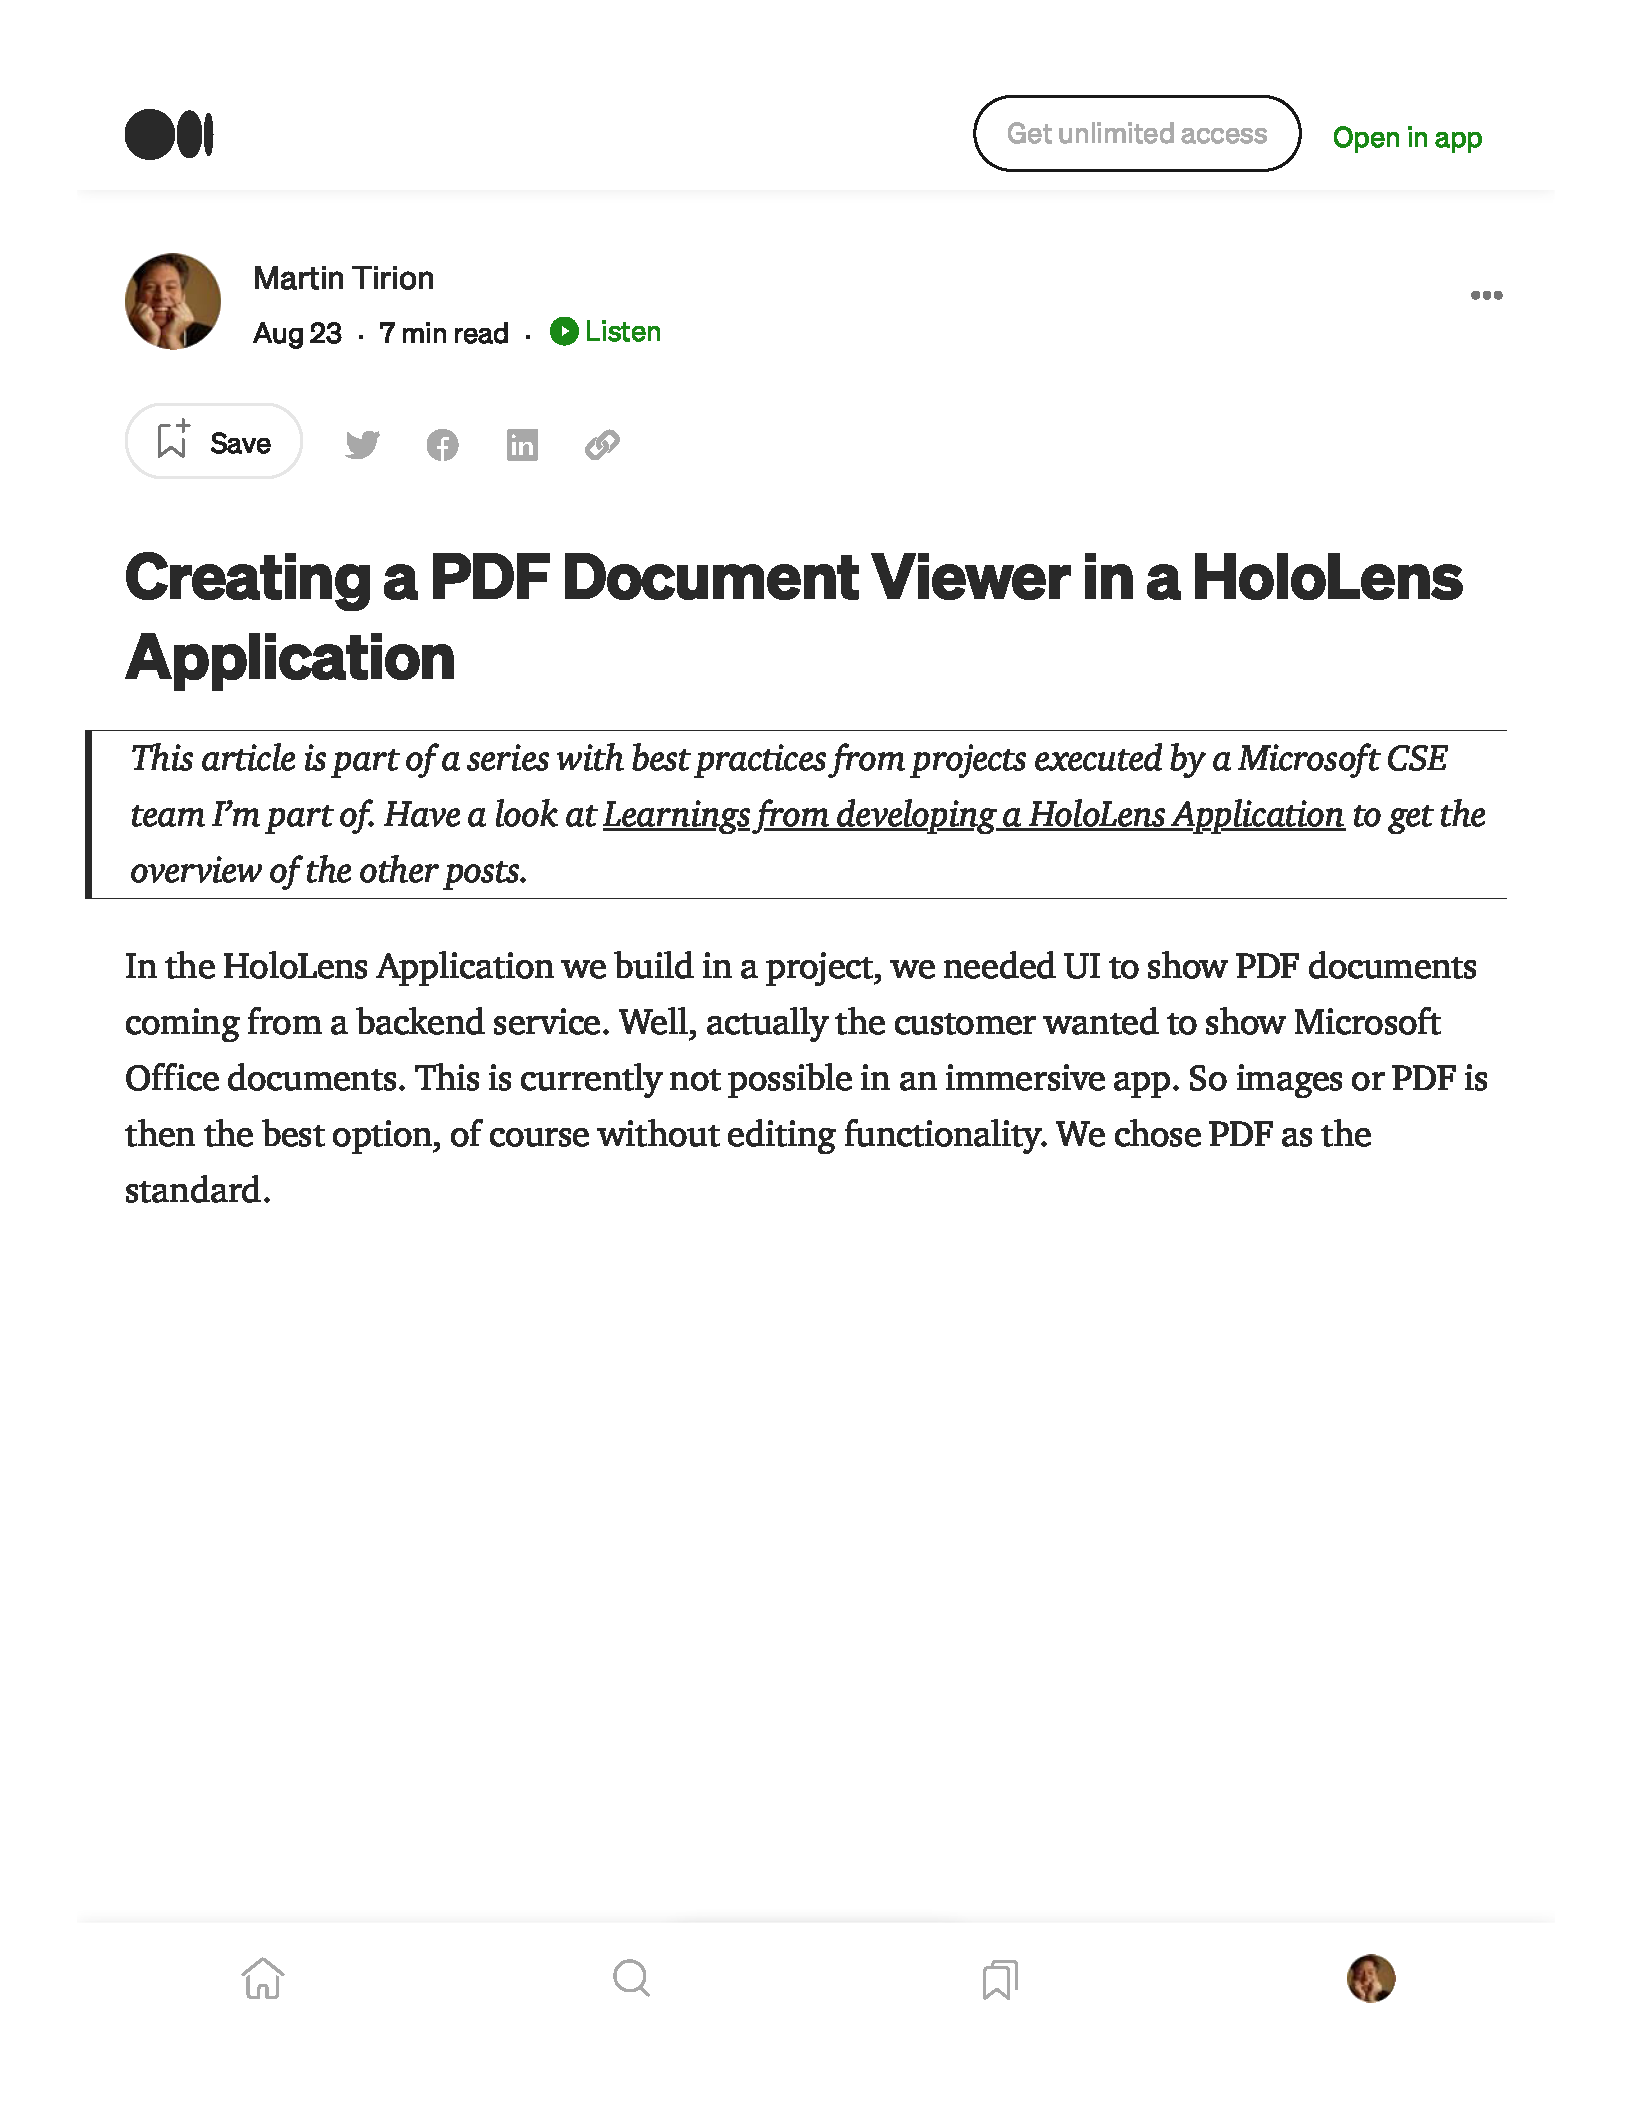 Get unlimited access
Open in app
Martin Tirion
Aug 23 · 7 min read · Listen
Save
Creating a PDF Document Viewer in a HoloLens
Application
This article is part of a series with best practices from projects executed by a Microsoft CSE
team I’m part of. Have a look at Learnings from developing a HoloLens Application to get the
overview of the other posts.
In the HoloLens Application we build in a project, we needed UI to show PDF documents
coming from a backend service. Well, actually the customer wanted to show Microsoft
Office documents. This is currently not possible in an immersive app. So images or PDF is
then the best option, of course without editing functionality. We chose PDF as the
standard.